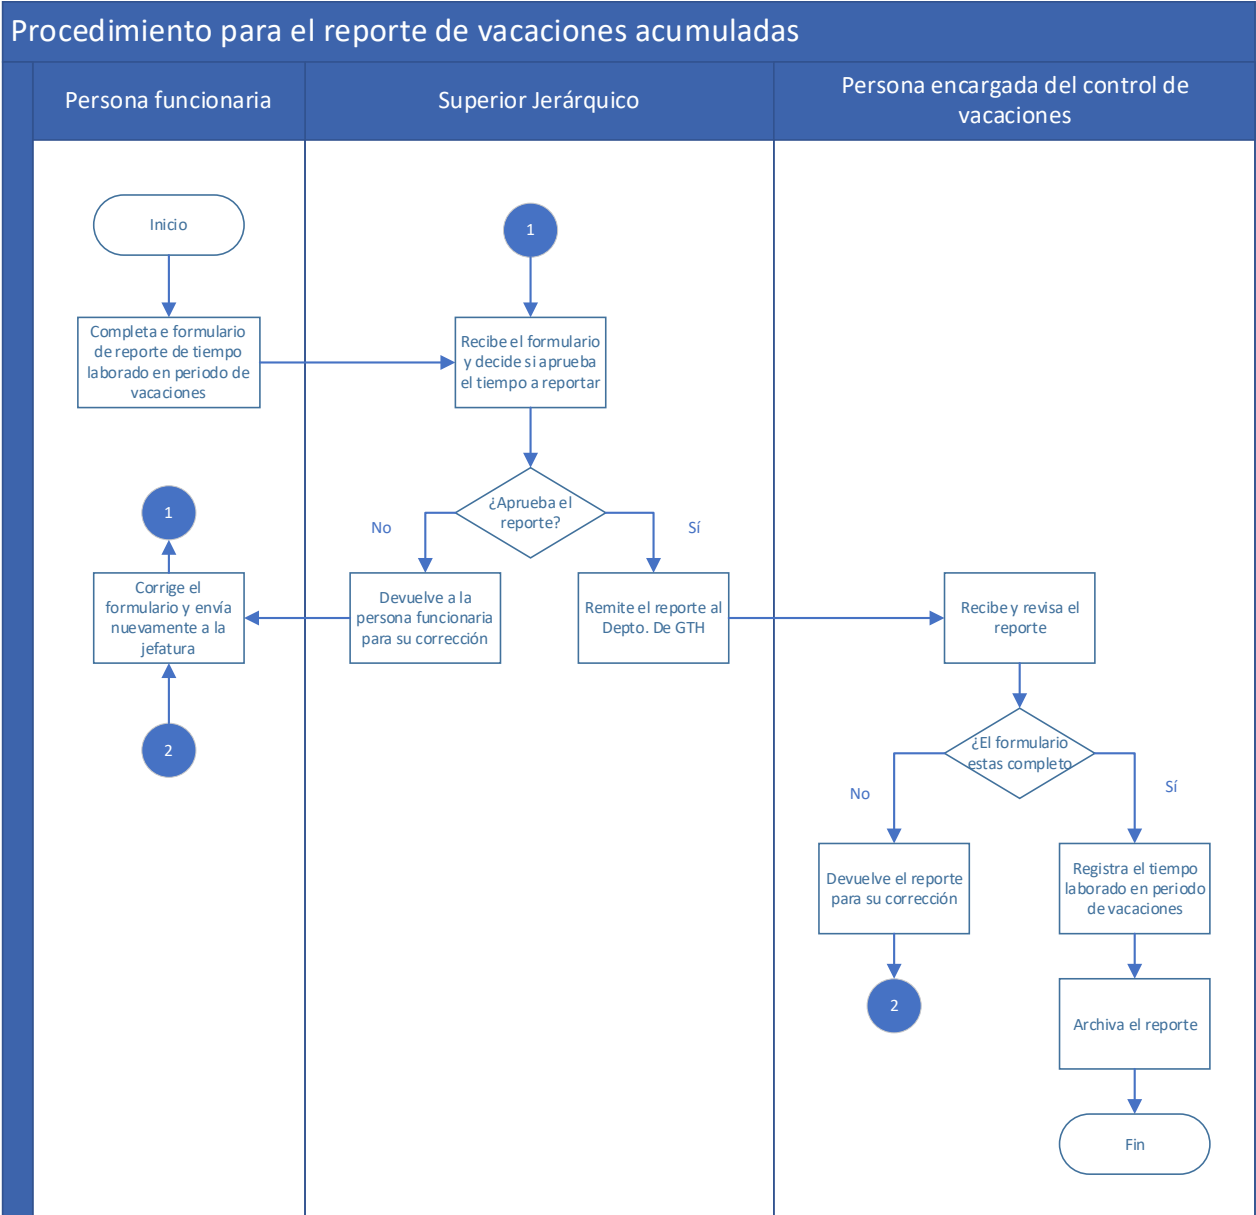 Procedimiento para el reporte de vacaciones acumuladas
Persona funcionaria
Superior Jerárquico
Persona encargada del control de
vacaciones
Inicio
1
Completa e formulario
de reporte de tiempo
laborado en periodo de
vacaciones
Recibe el formulario
y decide si aprueba
el tiempo a reportar
¿Aprueba el
reporte?
No
Sí
1
Corrige el
formulario y envía
nuevamente a la
jefatura
Devuelve a la
persona funcionaria
para su corrección
Remite el reporte al
Depto. De GTH
Recibe y revisa el
reporte
2
¿El formulario
estas completo
No
Sí
Devuelve el reporte
para su corrección
Registra el tiempo
laborado en periodo
de vacaciones
2
Archiva el reporte
Fin